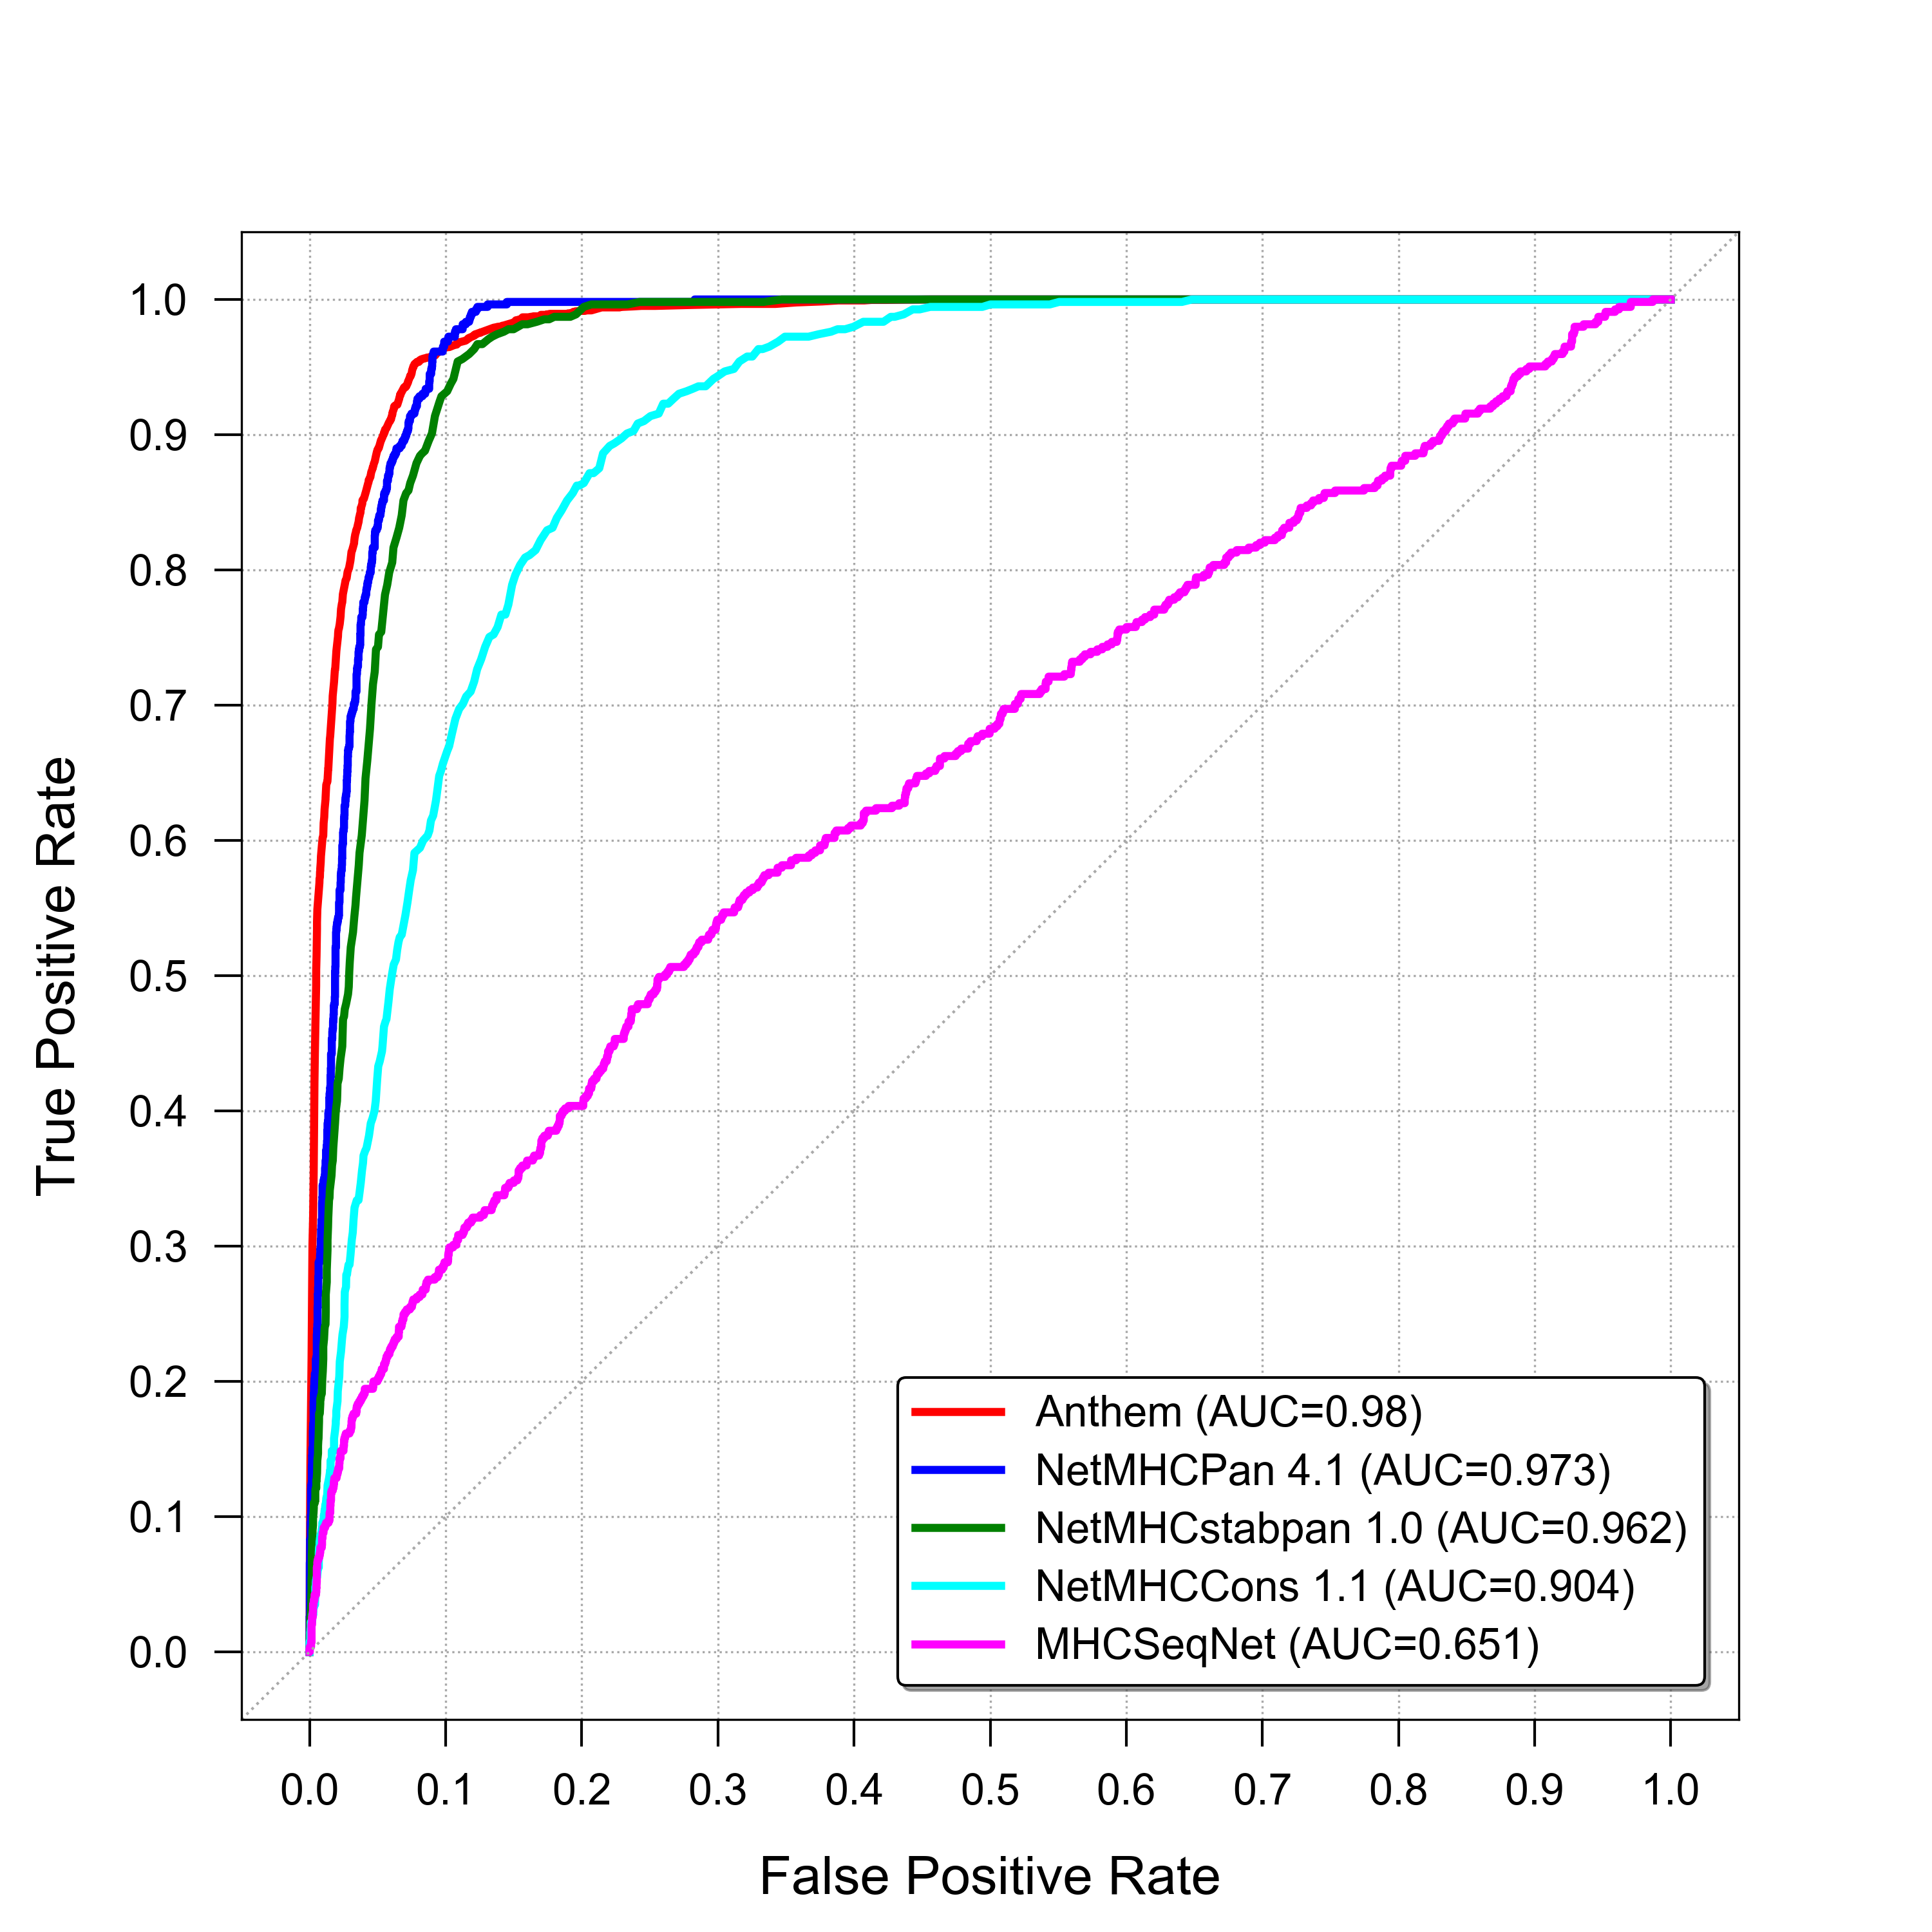 1.0
0.9
0.8
0.7
0.6
0.5
0.4
0.3
0.2
0.1
0.0
True Positive Rate
Anthem (AUC=0.98)
NetMHCPan 4.1 (AUC=0.973)
NetMHCstabpan 1.0 (AUC=0.962)
NetMHCCons 1.1 (AUC=0.904)
MHCSeqNet (AUC=0.651)
0.0 0.1 0.2 0.3 0.4 0.5 0.6 0.7 0.8 0.9 1.0
False Positive Rate